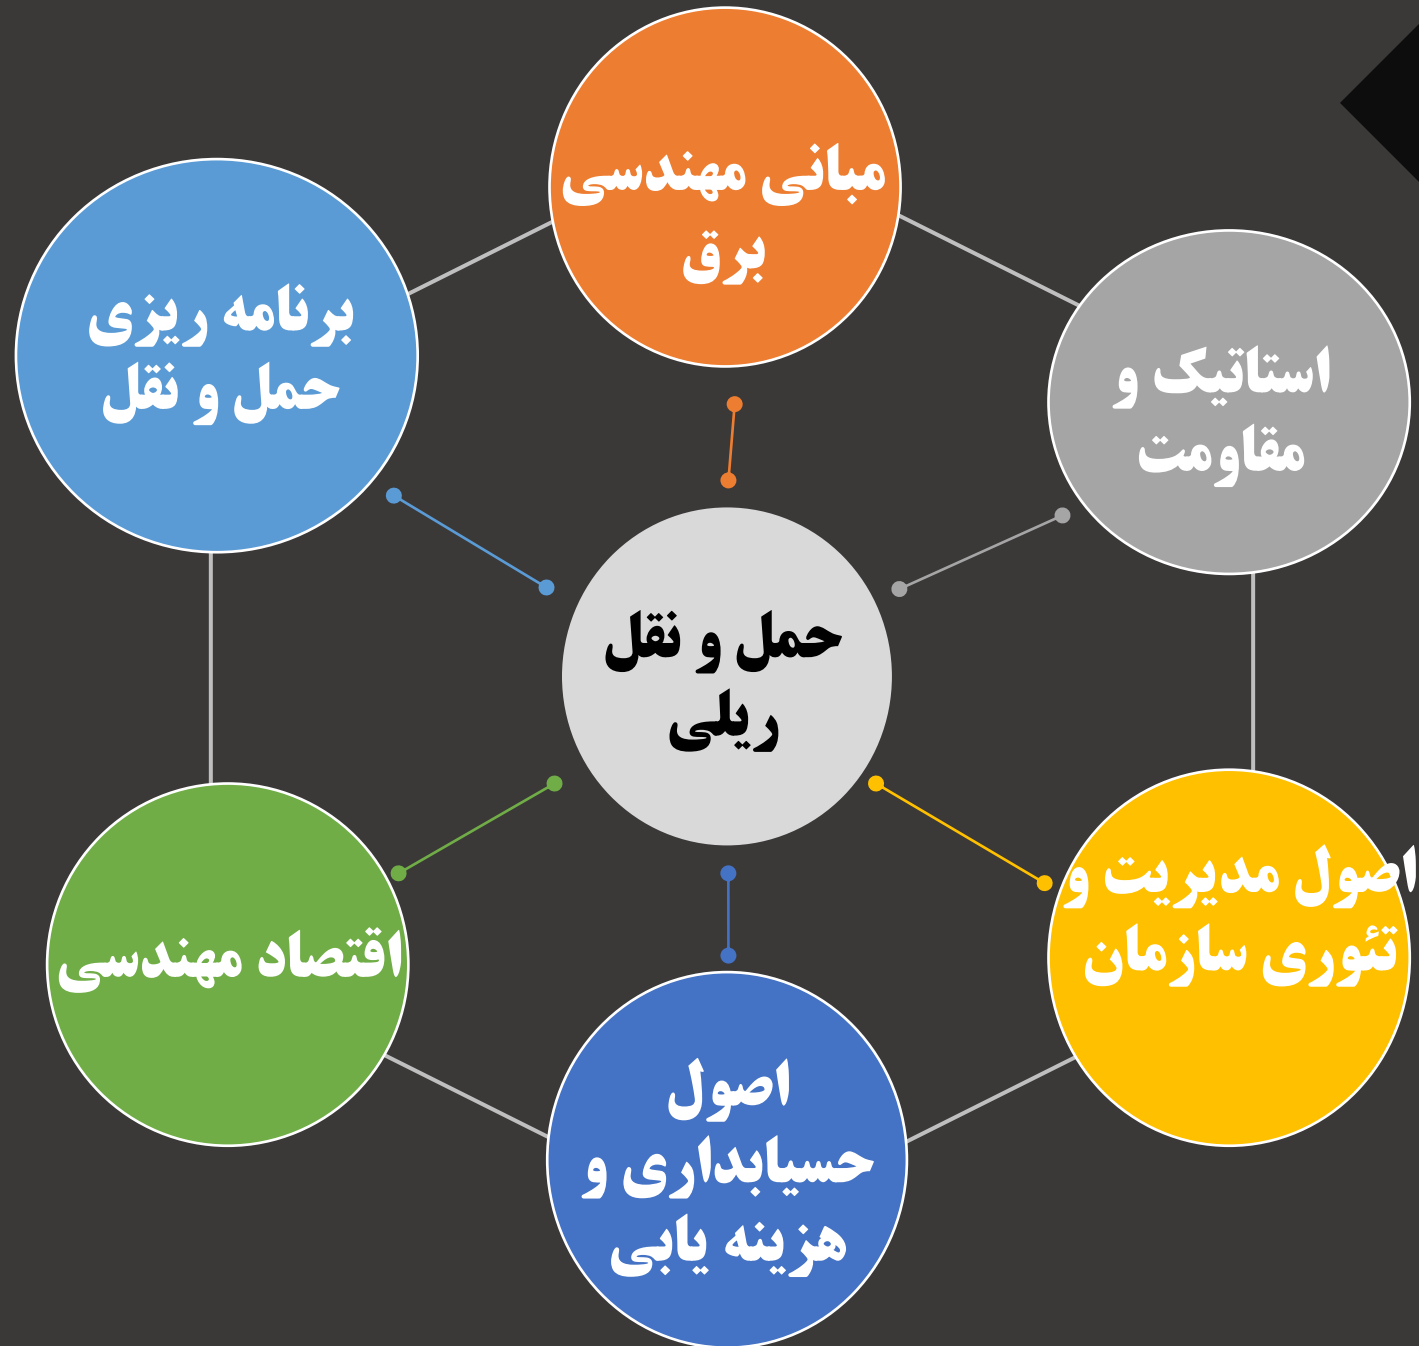 مبانی مهندسی
برق
برنامه ریزی
حمل و نقل
استاتیک و
مقاومت
حمل و نقل
ریلی
اصول مدیریت و
تئوری سازمان
اقتصاد مهندسی
اصول
حسیابداری و
هزینه یابی